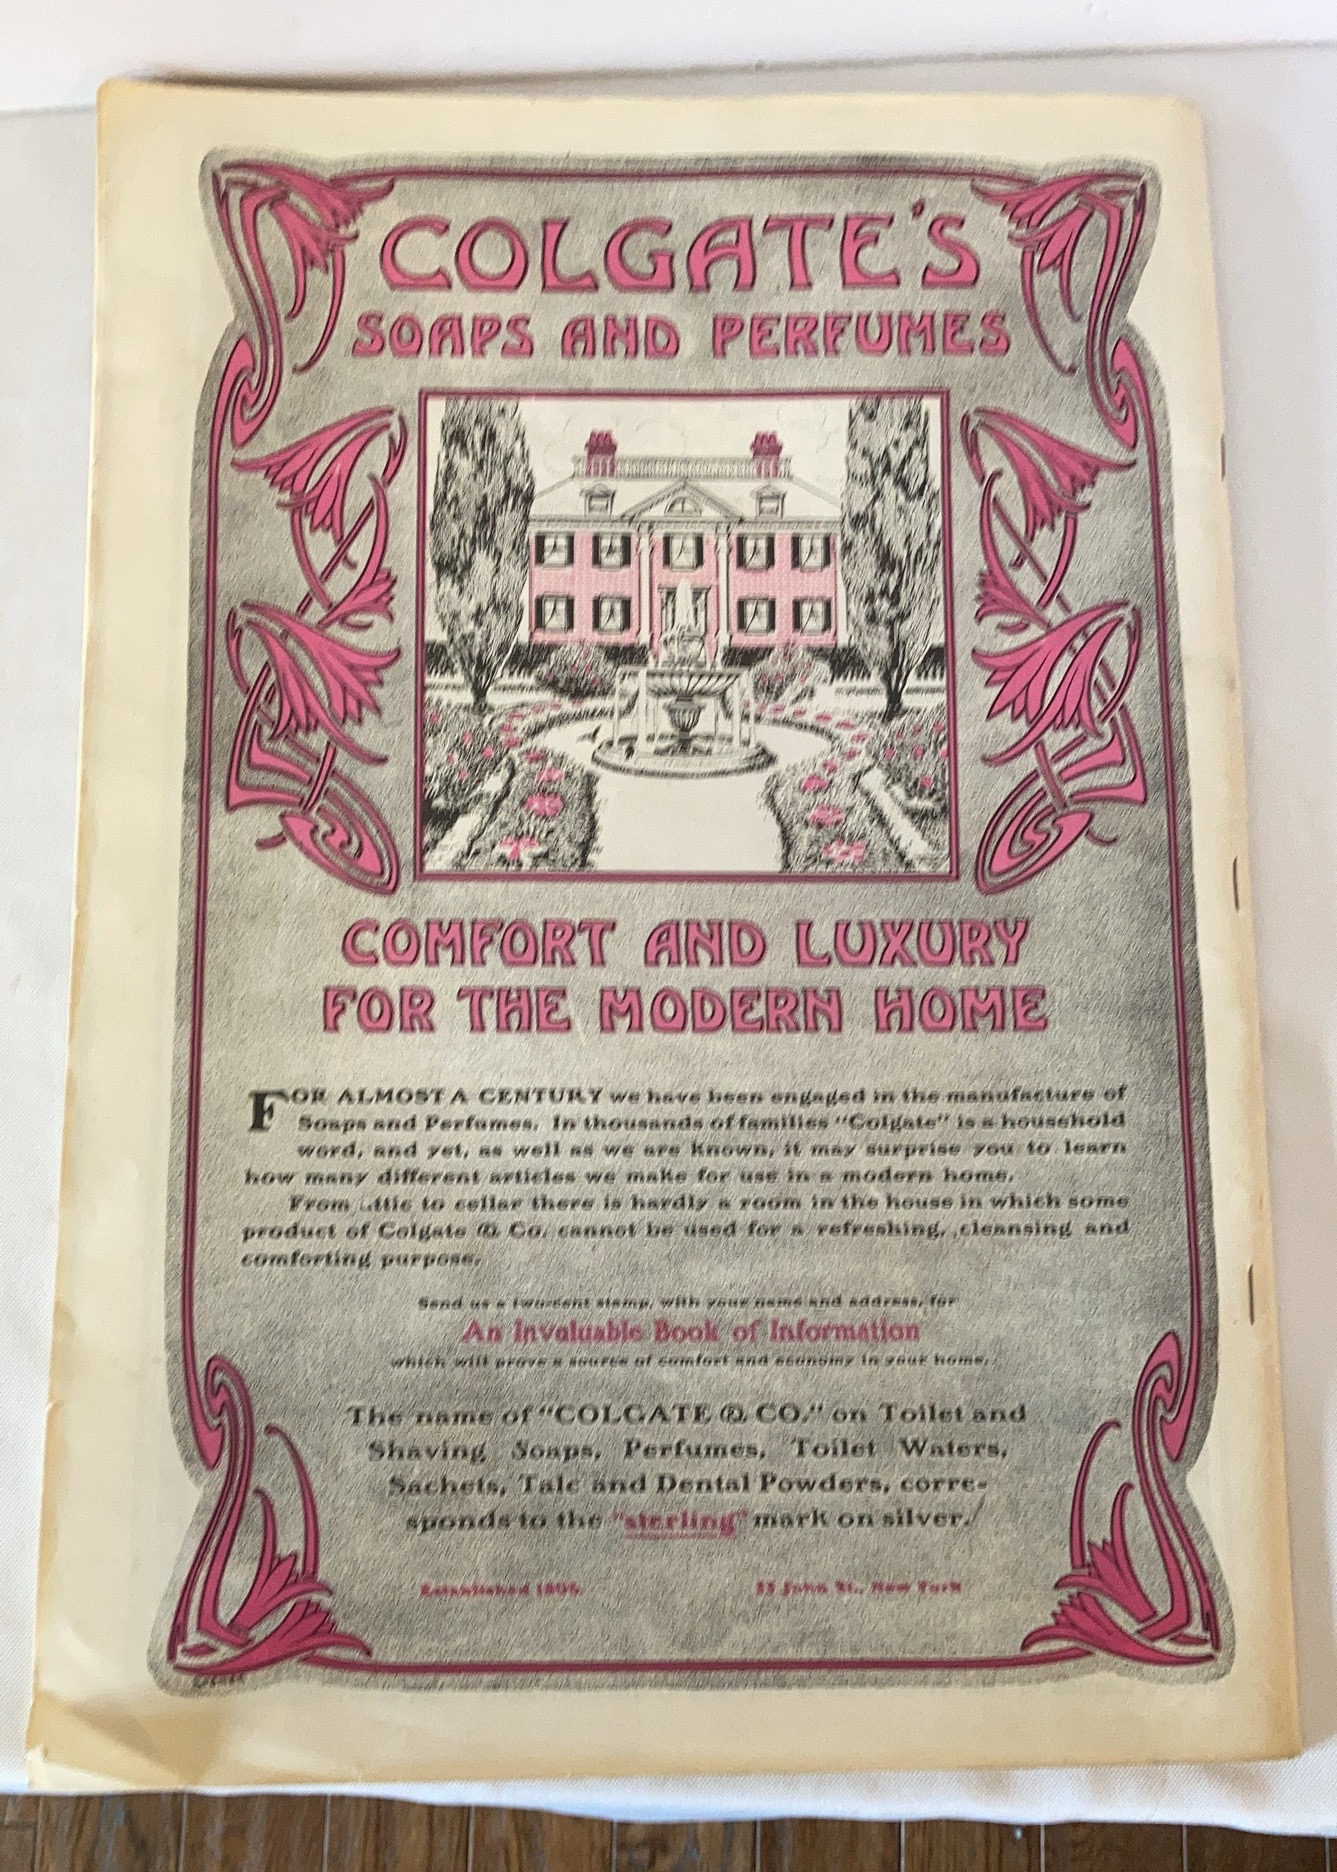 COLGATE'S
SOAPS AND PERFUMES
COMFORT AND LUXURY
FOR THE MODERN HOME
FOR ALMOST A CENTURY we have been engaged in the manufacture of
Soaps and Perfumes. In thousands of families "Colgate" is a household
word, and yet, as well as we are known, it may surprise you to learn
how many different articles we make for use in a modern home.
From attic to cellar there is hardly a room in the house in which some
product of Colgate & Co. cannot be used for a refreshing, cleansing and
comforting purpose.
Send us a two-cent stamp, with your name and address, for
An Invaluable Book of Information
which will prove a source of comfort and economy in your home.
The name of "COLGATE & CO." on Toilet and
Shaving Soaps, Perfumes, Toilet Waters,
Sachets, Talc and Dental Powders, corre-
sponds to the "sterling" mark on silver.
Established 1806. 55 John St., New York